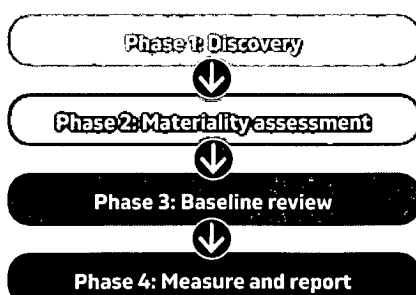 Phase 1: Discovery
Phase 2: Materiality assessment
Phase 3: Baseline review
Phase 4: Measure and report